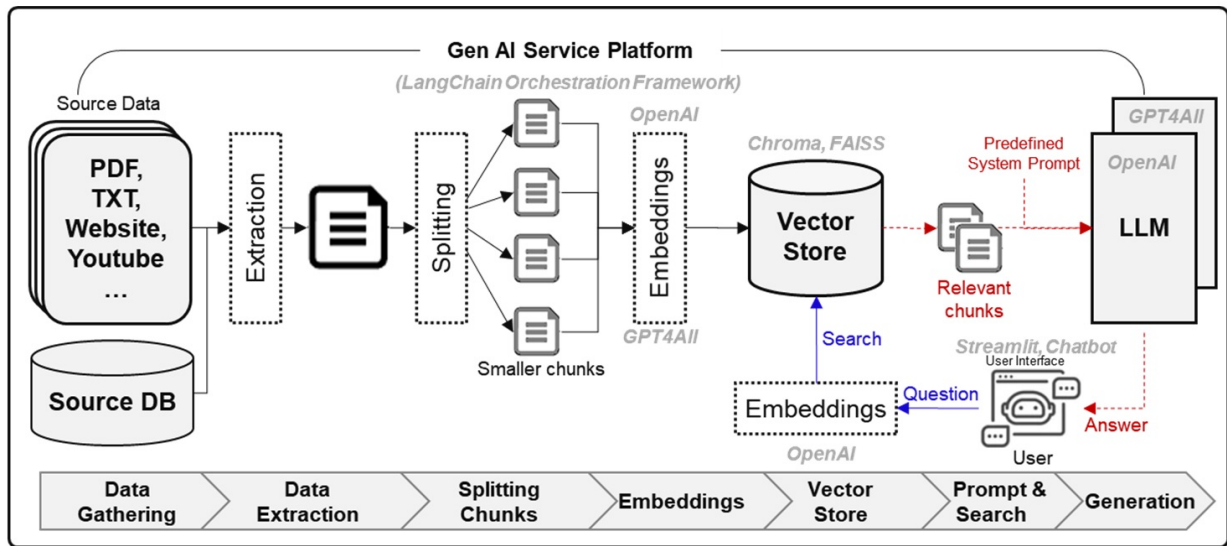 Gen AI Service Platform
(LangChain Orchestration Framework)
Source Data
PDF,
TXT,
Website,
Youtube
...
Source DB
Extraction
Splitting
Smaller chunks
OpenAI
Embeddings
GPT4All
Chroma, FAISS
Vector
Store
Search
Embeddings
OpenAI
Question
Predefined
System Prompt
Relevant
chunks
GPT4All
OpenAI
LLM
Streamlit, Chatbot
User Interface
User
Answer
Data
Gathering
Data
Extraction
Splitting
Chunks
Embeddings
Vector
Store
Prompt &
Search
Generation